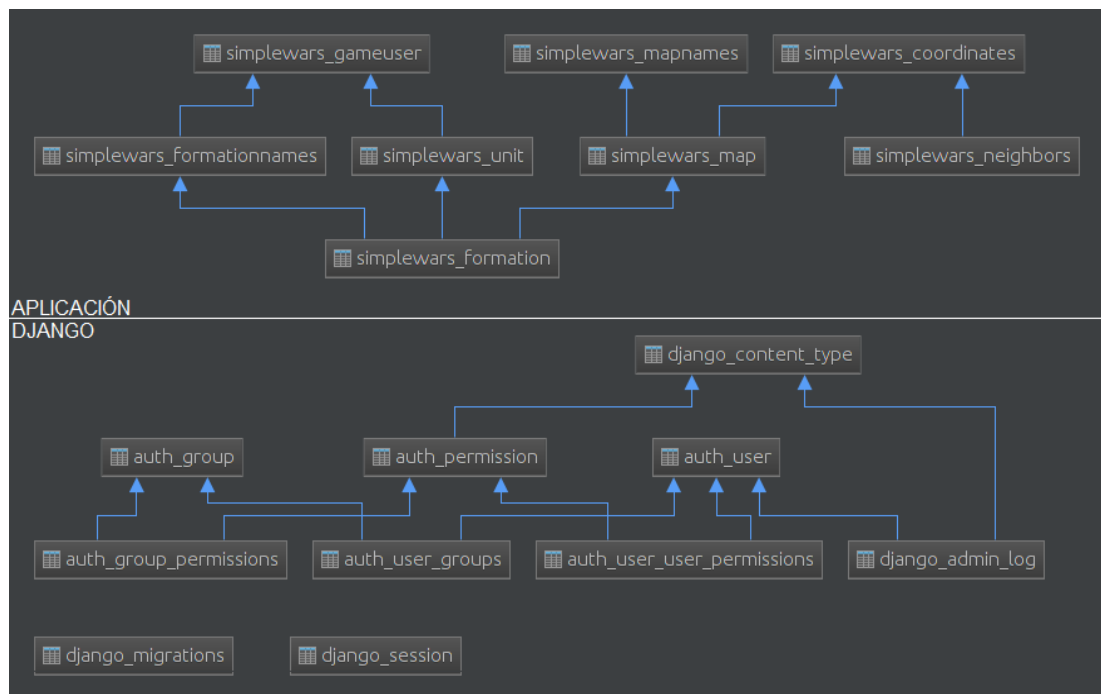 simplewars_gameuser
simplewars_mapnames
simplewars_coordinates
simplewars_formationnames
simplewars_unit
simplewars_map
simplewars_neighbors
simplewars_formation
APLICACIÓN
DJANGO
django_content_type
auth_group
auth_permission
auth_user
auth_group_permissions
auth_user_groups
auth_user_user_permissions
django_admin_log
django_migrations
django_session